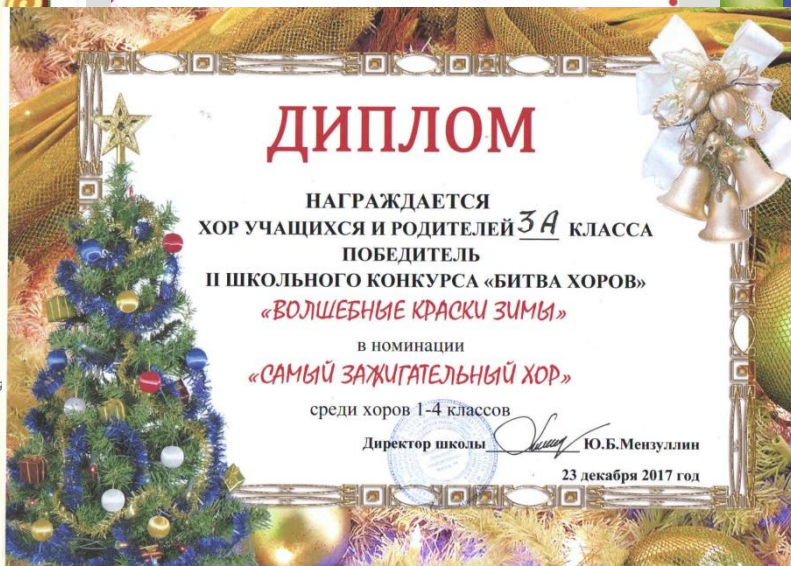 ДИПЛОМ
НАГРАЖДАЕТСЯ
ХОР УЧАЩИХСЯ И РОДИТЕЛЕЙ 3 А КЛАССА
ПОБЕДИТЕЛЬ
II ШКОЛЬНОГО КОНКУРСА «БИТВА ХОРОВ»
«ВОЛШЕБНЫЕ КРАСКИ ЗИМЫ»
в номинации
«САМЫЙ ЗАЖИГАТЕЛЬНЫЙ ХОР»
среди хоров 1-4 классов
Директор школы Ю.Б.Мензуллин
23 декабря 2017 год